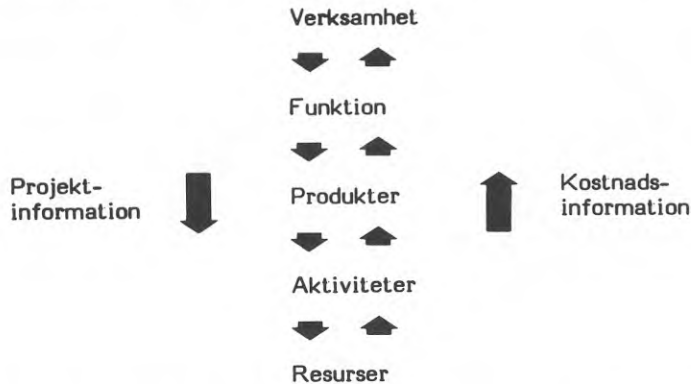 Verksamhet
Funktion
Projekt-
information
Produkter
Kostnads-
information
Aktiviteter
Resurser